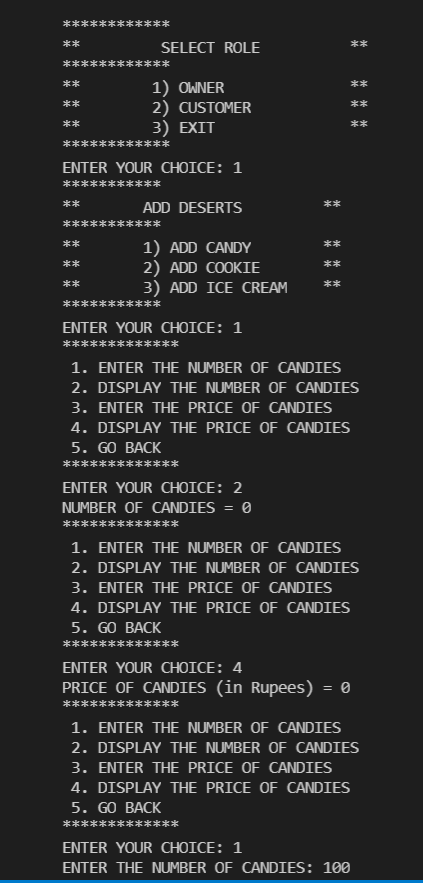 ************
** SELECT ROLE **
************
** 1) OWNER **
** 2) CUSTOMER **
** 3) EXIT **
************
ENTER YOUR CHOICE: 1
***********
** ADD DESERTS **
***********
** 1) ADD CANDY **
** 2) ADD COOKIE **
** 3) ADD ICE CREAM **
***********
ENTER YOUR CHOICE: 1
*************
1. ENTER THE NUMBER OF CANDIES
2. DISPLAY THE NUMBER OF CANDIES
3. ENTER THE PRICE OF CANDIES
4. DISPLAY THE PRICE OF CANDIES
5. GO BACK
*************
ENTER YOUR CHOICE: 2
NUMBER OF CANDIES = 0
*************
1. ENTER THE NUMBER OF CANDIES
2. DISPLAY THE NUMBER OF CANDIES
3. ENTER THE PRICE OF CANDIES
4. DISPLAY THE PRICE OF CANDIES
5. GO BACK
*************
ENTER YOUR CHOICE: 4
PRICE OF CANDIES (in Rupees) = 0
*************
1. ENTER THE NUMBER OF CANDIES
2. DISPLAY THE NUMBER OF CANDIES
3. ENTER THE PRICE OF CANDIES
4. DISPLAY THE PRICE OF CANDIES
5. GO BACK
*************
ENTER YOUR CHOICE: 1
ENTER THE NUMBER OF CANDIES: 100